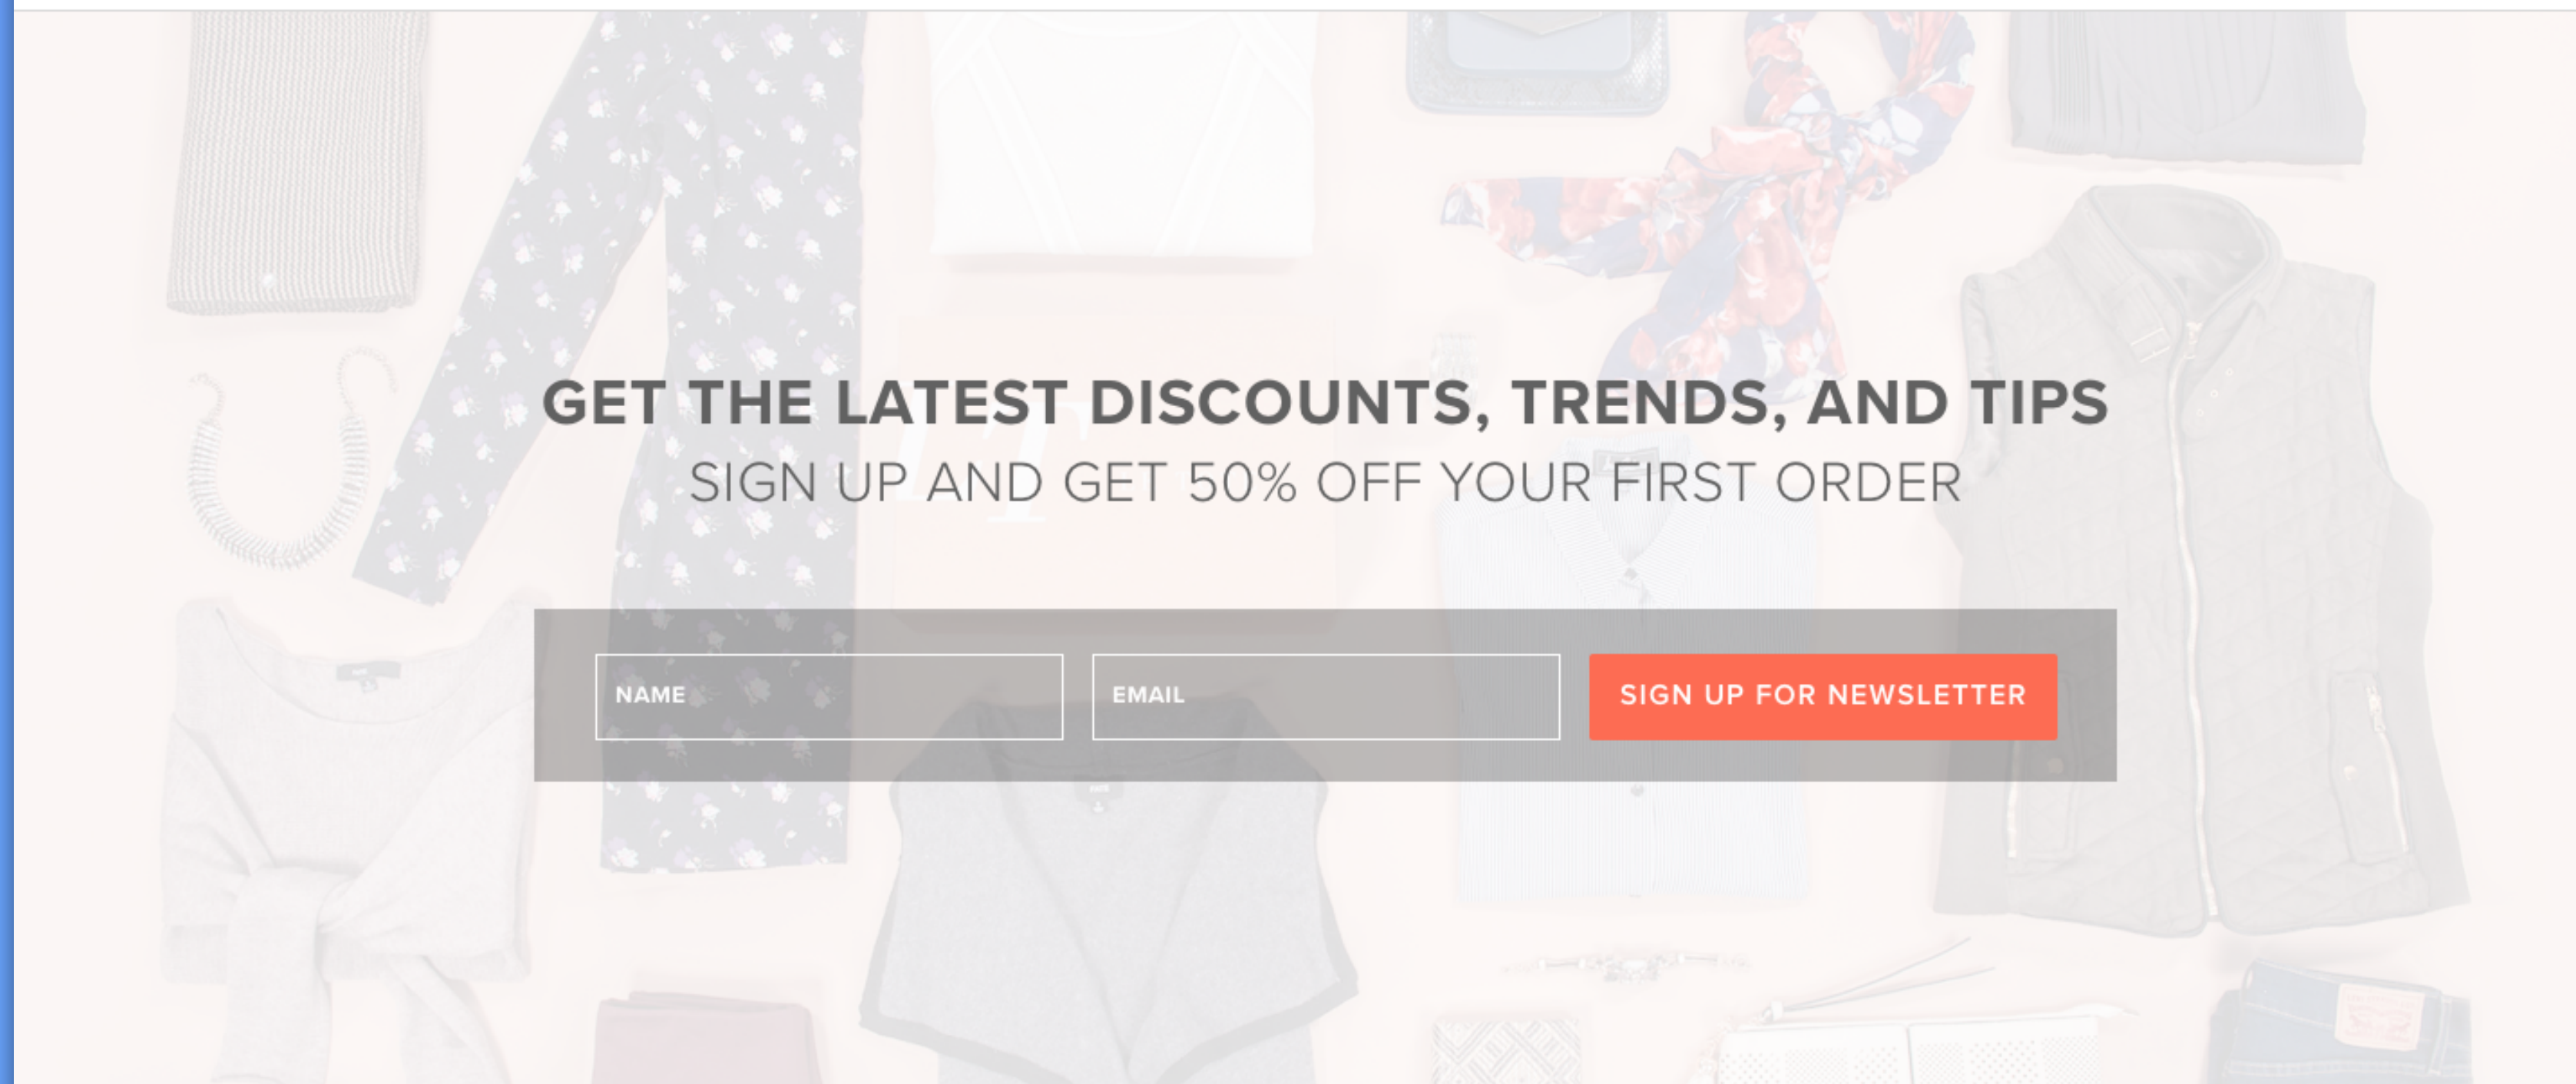 GET THE LATEST DISCOUNTS, TRENDS, AND TIPS
SIGN UP AND GET 50% OFF YOUR FIRST ORDER
NAME
EMAIL
SIGN UP FOR NEWSLETTER